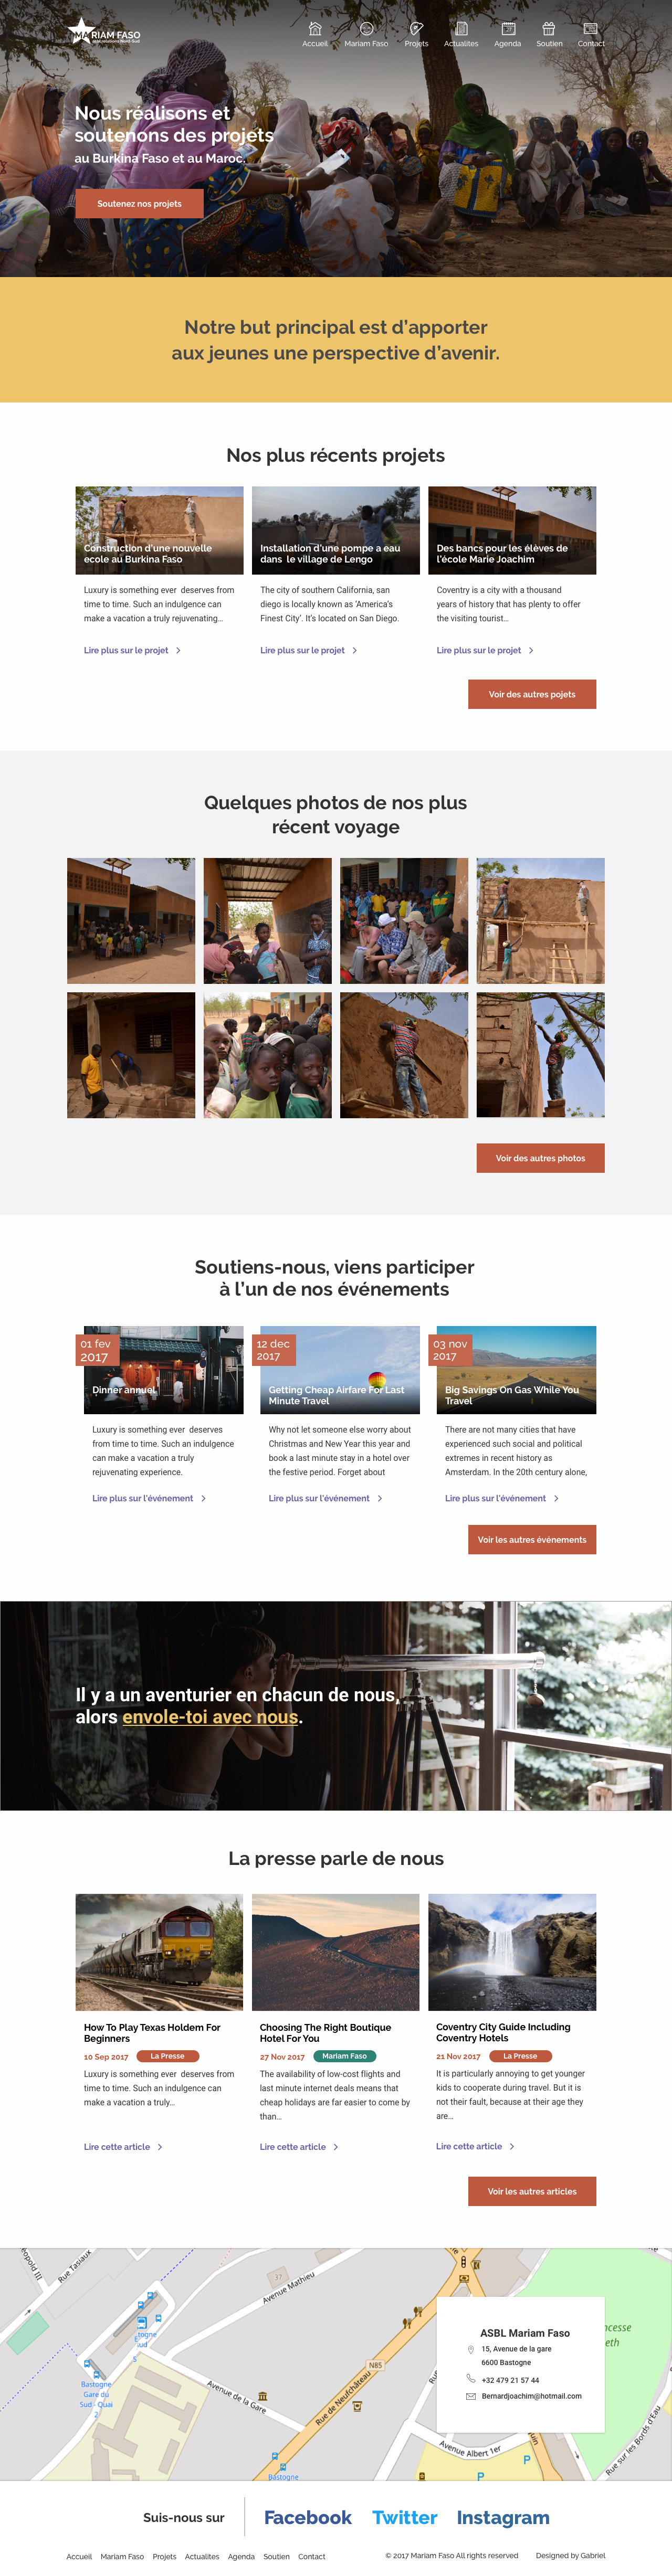 MARIAM FASO
Accueil
Mariam Faso
Projets
Actualites
Agenda
Soutien
Contact
Nous réalisons et
soutenons des projets
au Burkina Faso et au Maroc.
Soutenez nos projets
Notre but principal est d'apporter
aux jeunes une perspective d'avenir.
Nos plus récents projets
Construction d'une nouvelle
ecole au Burkina Faso
Luxury is something ever deserves from
time to time. Such an indulgence can
make a vacation a truly rejuvenating…
Lire plus sur le projet
Installation d'une pompe a eau
dans le village de Lengo
The city of southern California, san
diego is locally known as 'America's
Finest City'. It's located on San Diego.
Lire plus sur le projet
Des bancs pour les élèves de
l'école Marie Joachim
Coventry is a city with a thousand
years of history that has plenty to offer
the visiting tourist…
Lire plus sur le projet
Voir des autres pojets
Quelques photos de nos plus
récent voyage
Voir des autres photos
Soutiens-nous, viens participer
à l'un de nos événements
01 fev
2017
Dinner annuel
Luxury is something ever deserves
from time to time. Such an indulgence
can make a vacation a truly
rejuvenating experience.
Lire plus sur l'événement
12 dec
2017
Getting Cheap Airfare For Last
Minute Travel
Why not let someone else worry about
Christmas and New Year this year and
book a last minute stay in a hotel over
the festive period. Forget about
Lire plus sur l'événement
03 nov
2017
Big Savings On Gas While You
Travel
There are not many cities that have
experienced such social and political
extremes in recent history as
Amsterdam. In the 20th century alone,
Lire plus sur l'événement
Voir les autres événements
Il y a un aventurier en chacun de nous,
alors envole-toi avec nous.
La presse parle de nous
How To Play Texas Holdem For
Beginners
10 Sep 2017 La Presse
Luxury is something ever deserves from
time to time. Such an indulgence can
make a vacation a truly…
Lire cette article
Choosing The Right Boutique
Hotel For You
27 Nov 2017 Mariam Faso
The availability of low-cost flights and
last minute internet deals means that
cheap holidays are far easier to come by
than…
Lire cette article
Coventry City Guide Including
Coventry Hotels
21 Nov 2017 La Presse
It is particularly annoying to get younger
kids to cooperate during travel. But it is
not their fault, because at their age they
are…
Lire cette article
Voir les autres articles
Rue Tasiaux
37
Avenue Mathieu
N85
Rue de Neufchâteau
Avenue de la Gare
Bastogne
Gare du
Sud - Quai
2
Bastogne
Avenue Albert 1er
Rue sur les Bords d'Eau
P
P
ASBL Mariam Faso
15, Avenue de la gare
6600 Bastogne
+32 479 21 57 44
Bernardjoachim@hotmail.com
Suis-nous sur
Facebook
Twitter
Instagram
Accueil Mariam Faso Projets Actualites Agenda Soutien Contact
© 2017 Mariam Faso All rights reserved
Designed by Gabriel